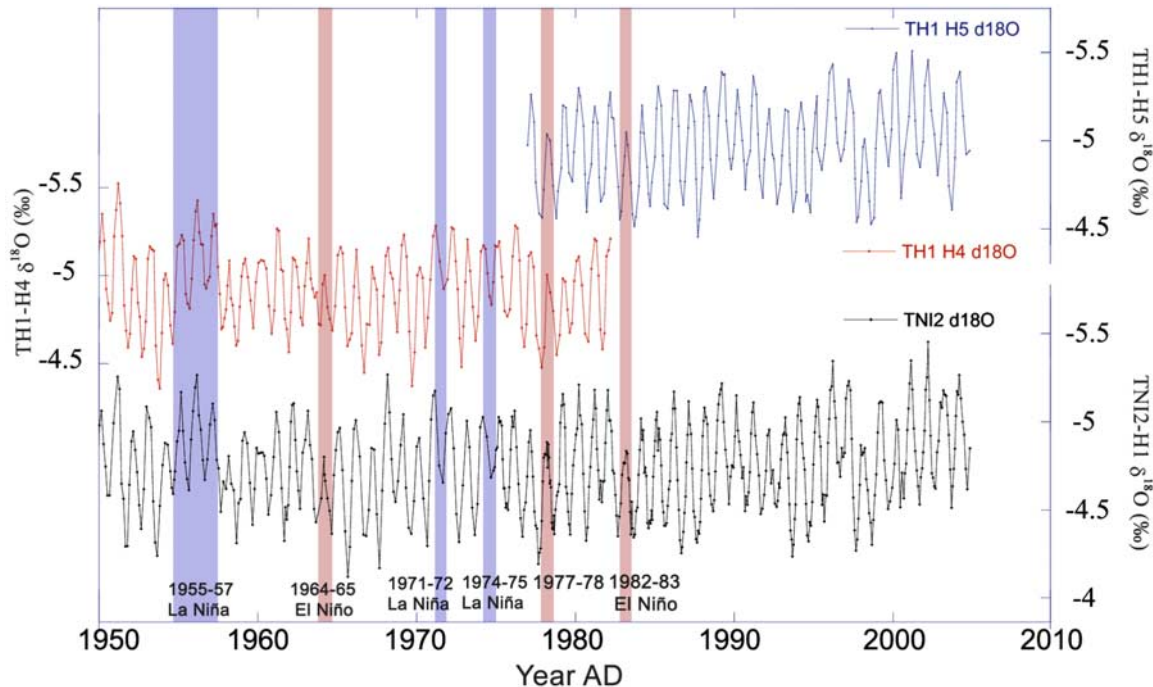 TH1 H5 d18O
-5.5
-5
-4.5
TH1-H5 δ¹⁸O (‰)
-5.5
-5
-4.5
TH1-H4 δ¹⁸O (‰)
TH1 H4 d18O
TNI2 d18O
-5.5
-5
-4.5
-4
TNI2-H1 δ¹⁸O (‰)
1955-57
La Niña
1964-65
El Niño
1971-72
La Niña
1974-75
La Niña
1977-78
1982-83
El Niño
1950 1960 1970 1980 1990 2000 2010
Year AD